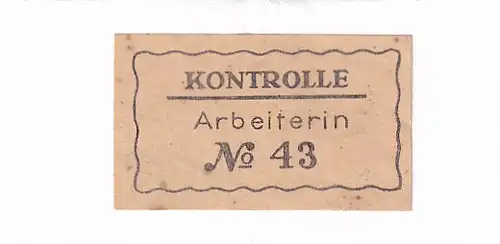 KONTROLLE
Arbeiterin
No 43